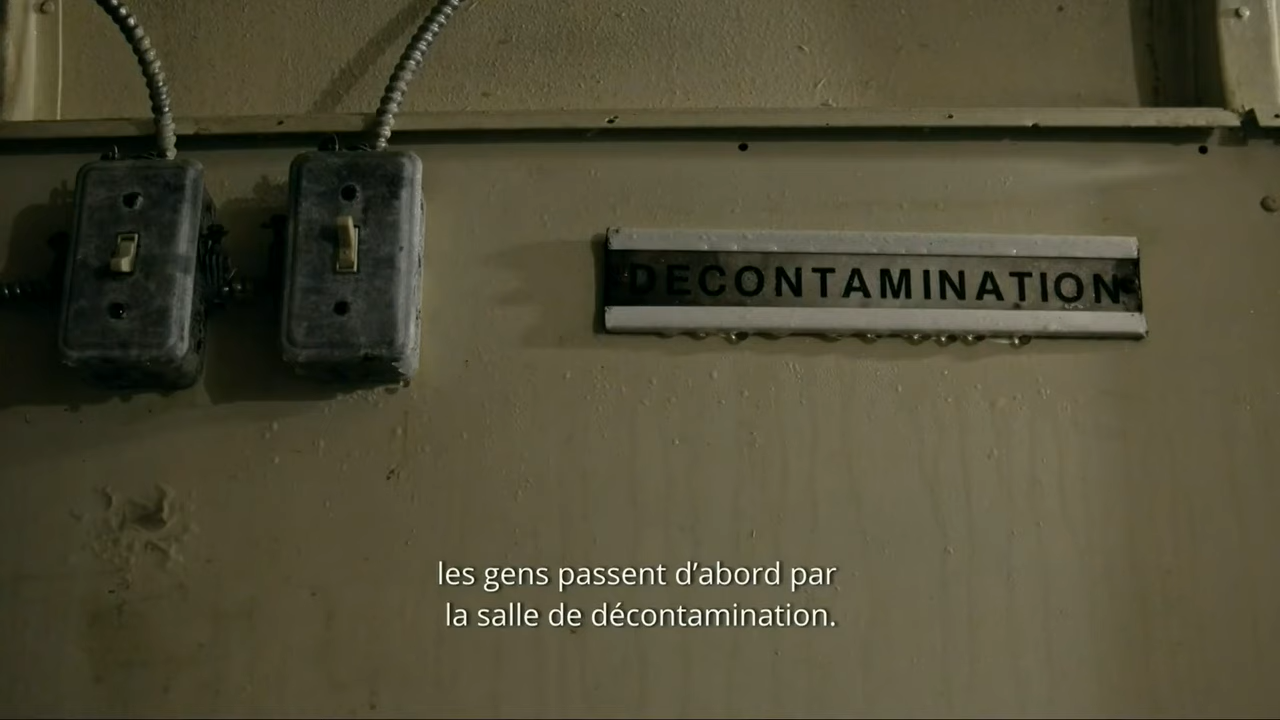 DECONTAMINATION
les gens passent d’abord par
la salle de décontamination.